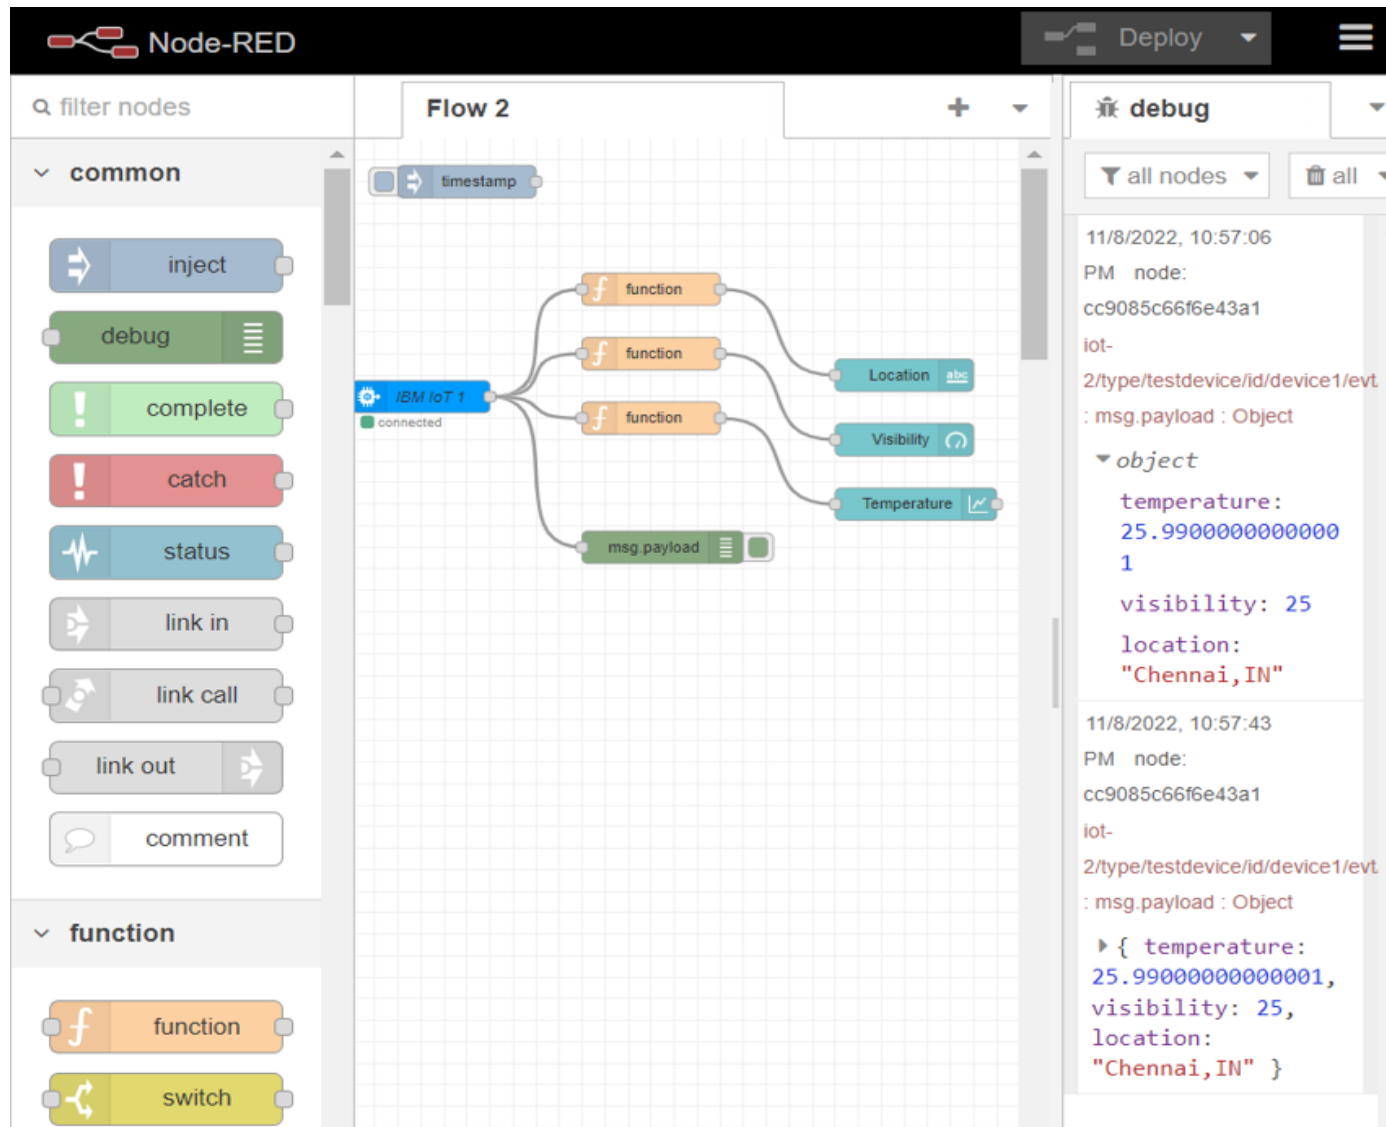 Node-RED
Deploy
filter nodes
common
inject
debug
complete
catch
status
link in
link call
link out
comment
function
function
switch
Flow 2
timestamp
function
function
function
IBM IoT 1
connected
Location
abc
Visibility
Temperature
msg.payload
debug
all nodes
all
11/8/2022, 10:57:06
PM node:
cc9085c66f6e43a1
iot-
2/type/testdevice/id/device1/evt
: msg.payload : Object
object
temperature:
25.9900000000000
1
visibility: 25
location:
"Chennai,IN"
11/8/2022, 10:57:43
PM node:
cc9085c66f6e43a1
iot-
2/type/testdevice/id/device1/evt
: msg.payload : Object
{ temperature:
25.99000000000001,
visibility: 25,
location:
"Chennai,IN" }